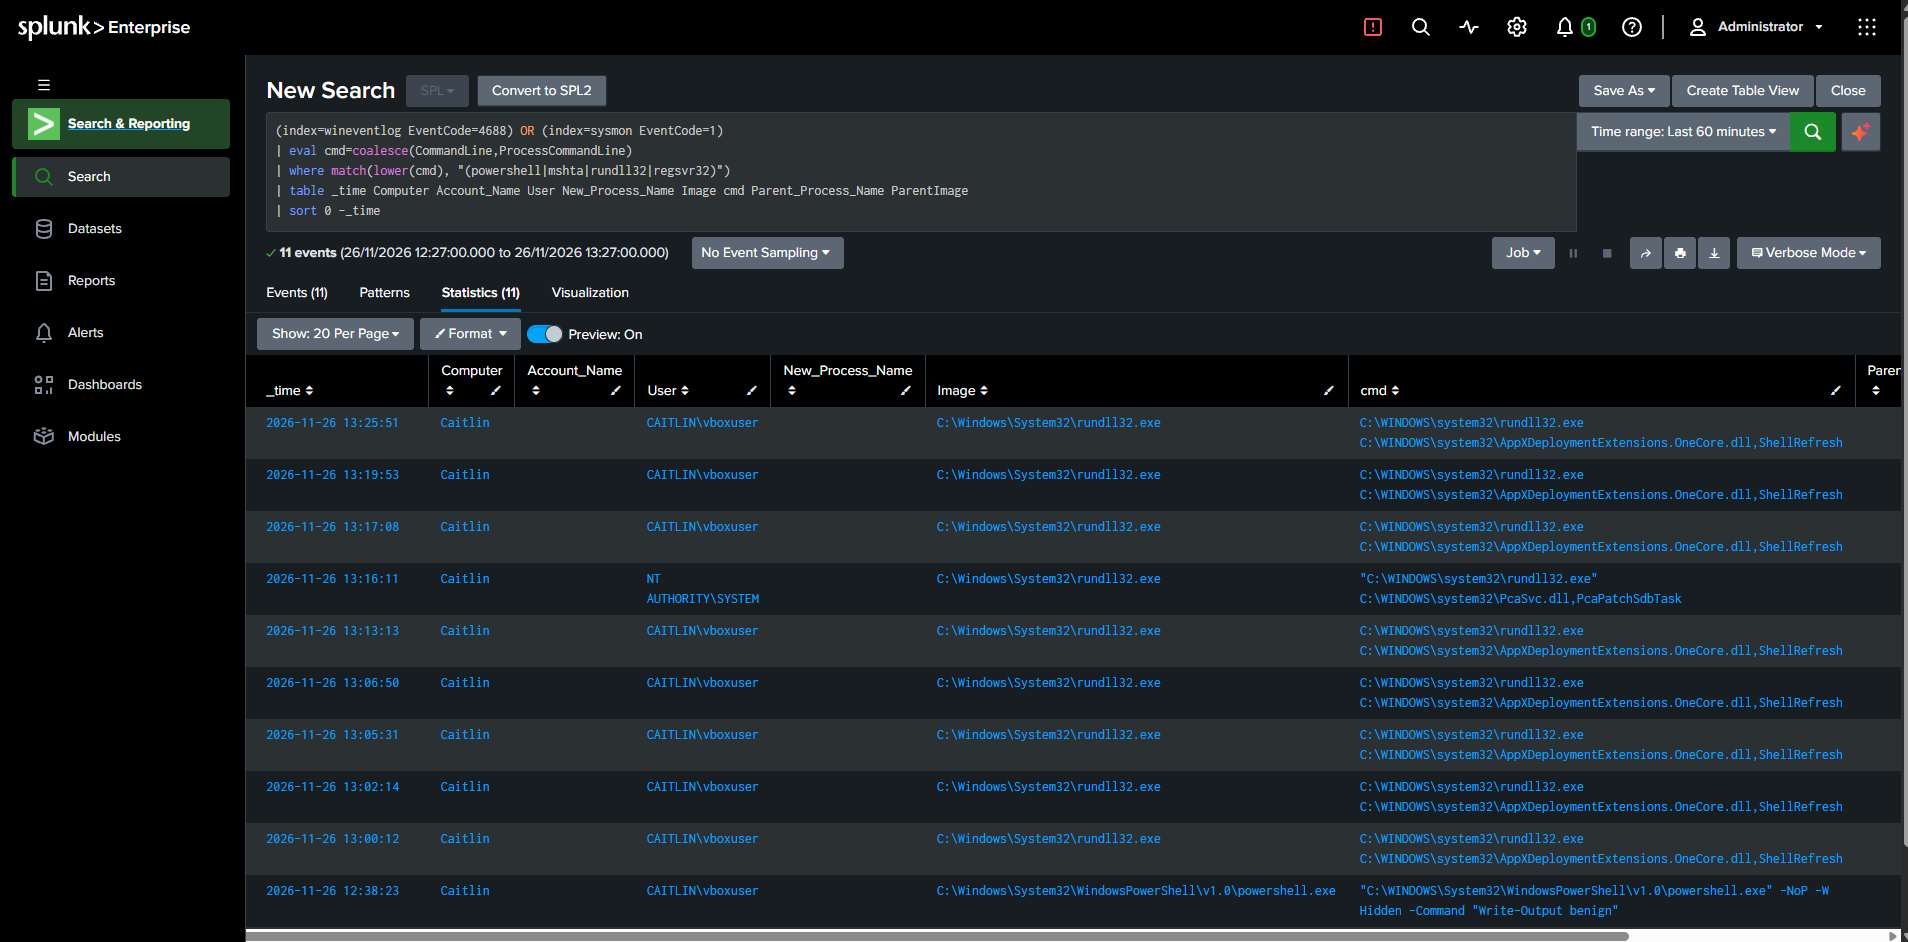 splunk> Enterprise
1
Administrator
Search & Reporting
Search
Datasets
Reports
Alerts
Dashboards
Modules
New Search
SPL
Convert to SPL2
Save As
Create Table View
Close
(index=wineventlog EventCode=4688) OR (index=sysmon EventCode=1)
| eval cmd=coalesce(CommandLine,ProcessCommandLine)
| where match(lower(cmd), "(powershell|mshta|rundll32|regsvr32)")
| table _time Computer Account_Name User New_Process_Name Image cmd Parent_Process_Name ParentImage
| sort 0 -_time
Time range: Last 60 minutes
11 events (26/11/2026 12:27:00.000 to 26/11/2026 13:27:00.000)
No Event Sampling
Job
Verbose Mode
Events (11)
Patterns
Statistics (11)
Visualization
Show: 20 Per Page
Format
Preview: On
_time
Computer
Account_Name
User
New_Process_Name
Image
cmd
Paren
2026-11-26 13:25:51 Caitlin CAITLIN\vboxuser C:\Windows\System32\rundll32.exe C:\WINDOWS\system32\rundll32.exe
C:\WINDOWS\system32\AppXDeploymentExtensions.OneCore.dll,ShellRefresh
2026-11-26 13:19:53 Caitlin CAITLIN\vboxuser C:\Windows\System32\rundll32.exe C:\WINDOWS\system32\rundll32.exe
C:\WINDOWS\system32\AppXDeploymentExtensions.OneCore.dll,ShellRefresh
2026-11-26 13:17:08 Caitlin CAITLIN\vboxuser C:\Windows\System32\rundll32.exe C:\WINDOWS\system32\rundll32.exe
C:\WINDOWS\system32\AppXDeploymentExtensions.OneCore.dll,ShellRefresh
2026-11-26 13:16:11 Caitlin NT C:\Windows\System32\rundll32.exe "C:\WINDOWS\system32\rundll32.exe"
AUTHORITY\SYSTEM C:\WINDOWS\system32\PcaSvc.dll,PcaPatchSdbTask
2026-11-26 13:13:13 Caitlin CAITLIN\vboxuser C:\Windows\System32\rundll32.exe C:\WINDOWS\system32\rundll32.exe
C:\WINDOWS\system32\AppXDeploymentExtensions.OneCore.dll,ShellRefresh
2026-11-26 13:06:50 Caitlin CAITLIN\vboxuser C:\Windows\System32\rundll32.exe C:\WINDOWS\system32\rundll32.exe
C:\WINDOWS\system32\AppXDeploymentExtensions.OneCore.dll,ShellRefresh
2026-11-26 13:05:31 Caitlin CAITLIN\vboxuser C:\Windows\System32\rundll32.exe C:\WINDOWS\system32\rundll32.exe
C:\WINDOWS\system32\AppXDeploymentExtensions.OneCore.dll,ShellRefresh
2026-11-26 13:02:14 Caitlin CAITLIN\vboxuser C:\Windows\System32\rundll32.exe C:\WINDOWS\system32\rundll32.exe
C:\WINDOWS\system32\AppXDeploymentExtensions.OneCore.dll,ShellRefresh
2026-11-26 13:00:12 Caitlin CAITLIN\vboxuser C:\Windows\System32\rundll32.exe C:\WINDOWS\system32\rundll32.exe
C:\WINDOWS\system32\AppXDeploymentExtensions.OneCore.dll,ShellRefresh
2026-11-26 12:38:23 Caitlin CAITLIN\vboxuser C:\Windows\System32\WindowsPowerShell\v1.0\powershell.exe "C:\WINDOWS\System32\WindowsPowerShell\v1.0\powershell.exe" -NoP -W
Hidden -Command "Write-Output benign"